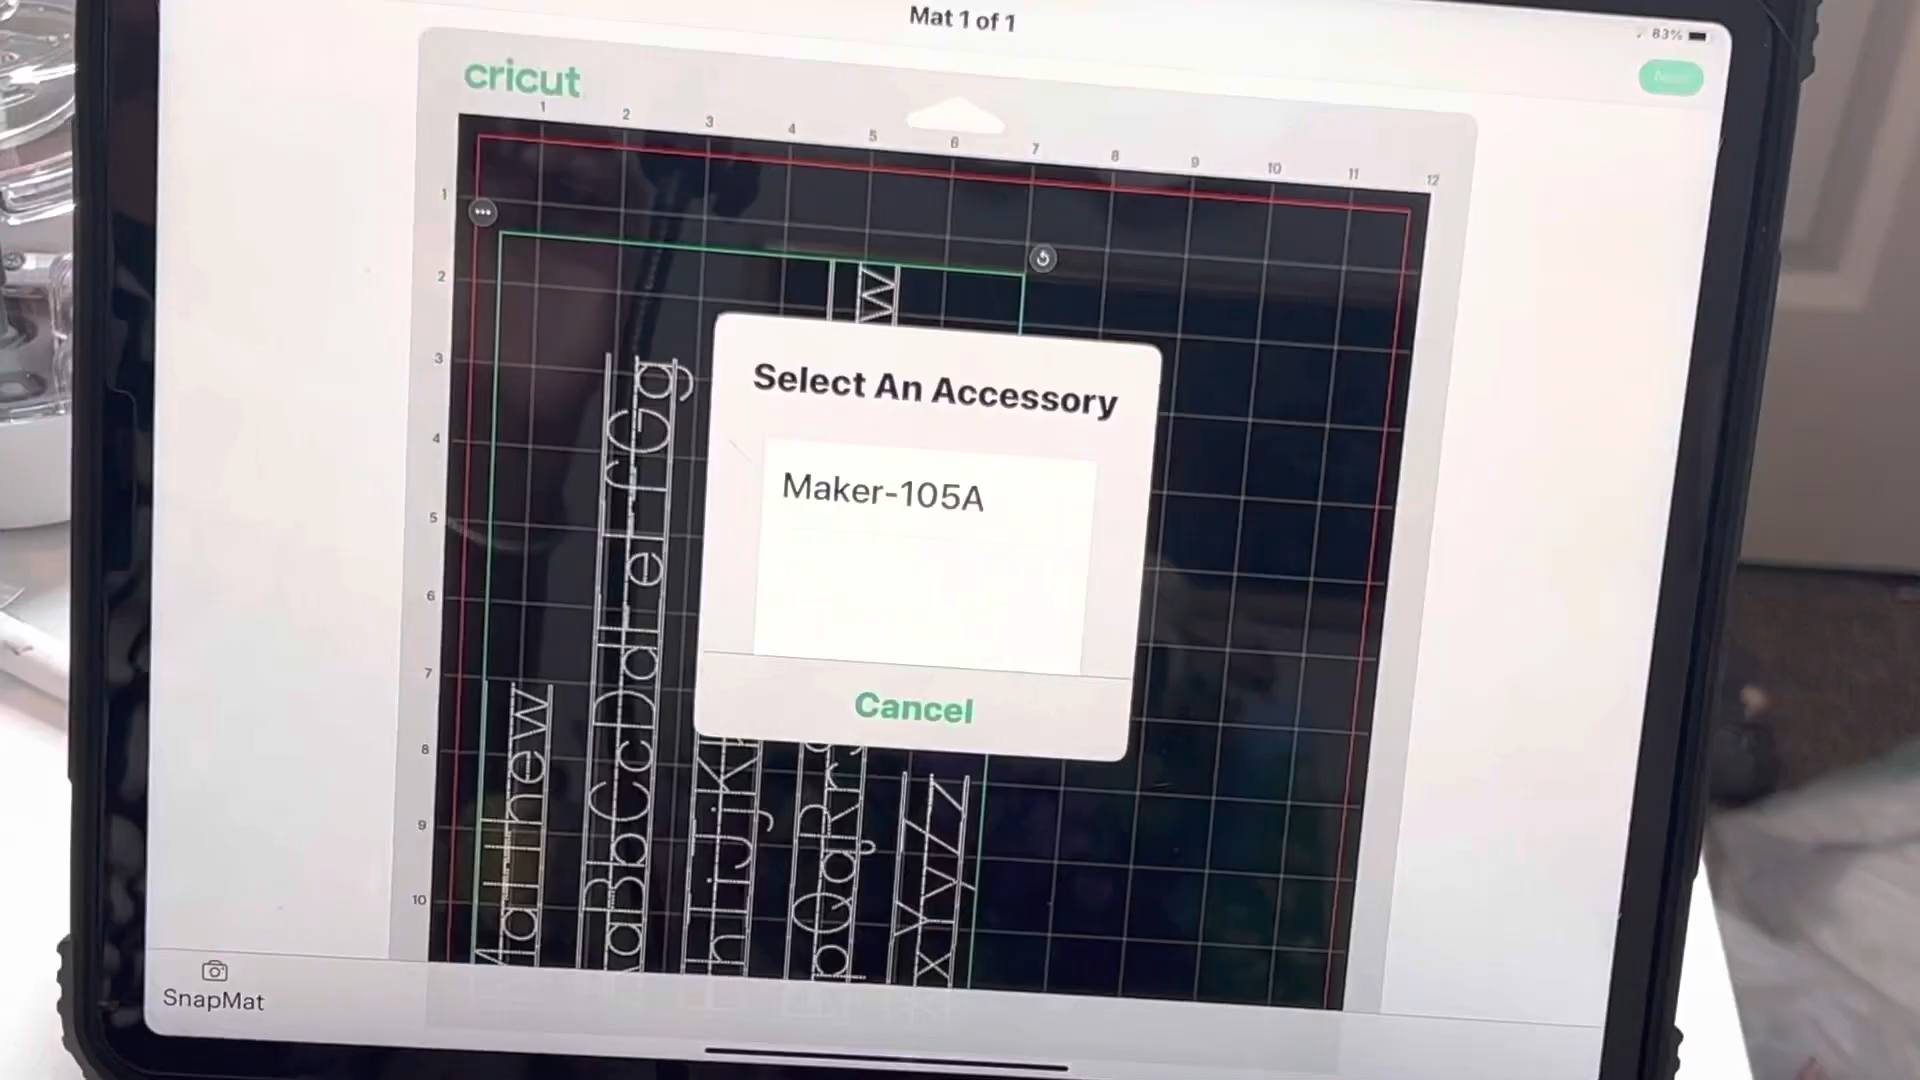 Mat 1 of 1
83%
cricut
1 2 3 4 5 6 7 8 9 10 11 12
1
2
3
4
5
6
7
8
9
10
w
Select An Accessory
Maker-105A
Cancel
Matthew
SnapMat